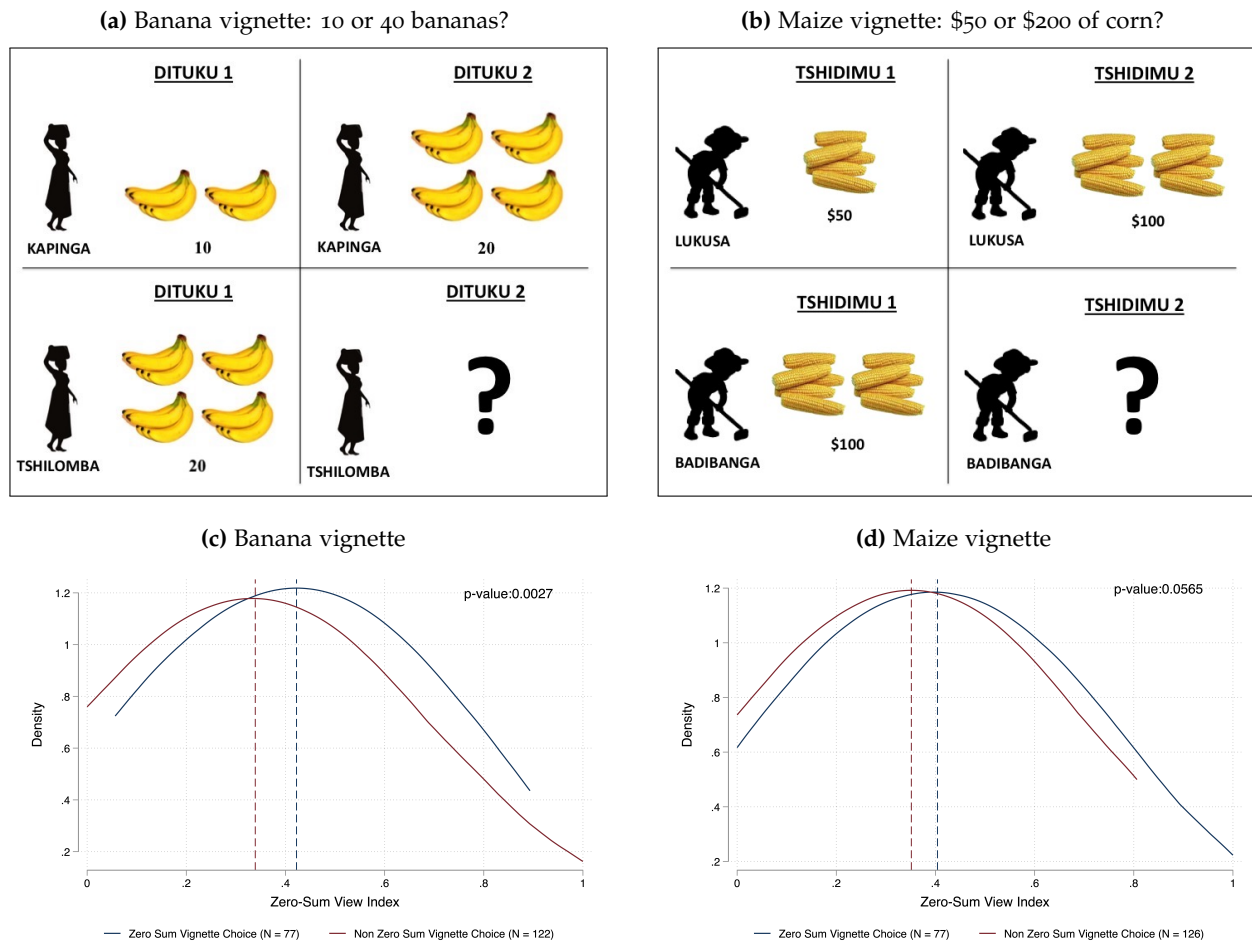 (a) Banana vignette: 10 or 40 bananas?
DITUKU 1
DITUKU 2
KAPINGA
10
KAPINGA
20
DITUKU 1
DITUKU 2
?
TSHILOMBA
20
TSHILOMBA
(b) Maize vignette: $50 or $200 of corn?
TSHIDIMU 1
TSHIDIMU 2
$50
$100
LUKUSA
LUKUSA
TSHIDIMU 1
TSHIDIMU 2
?
$100
BADIBANGA
BADIBANGA
(c) Banana vignette
p-value:0.0027
1.2
1
.8
.6
.4
.2
Density
0 .2 .4 .6 .8 1
Zero-Sum View Index
Zero Sum Vignette Choice (N = 77) Non Zero Sum Vignette Choice (N = 122)
(d) Maize vignette
p-value:0.0565
1.2
1
.8
.6
.4
.2
Density
0 .2 .4 .6 .8 1
Zero-Sum View Index
Zero Sum Vignette Choice (N = 77) Non Zero Sum Vignette Choice (N = 126)